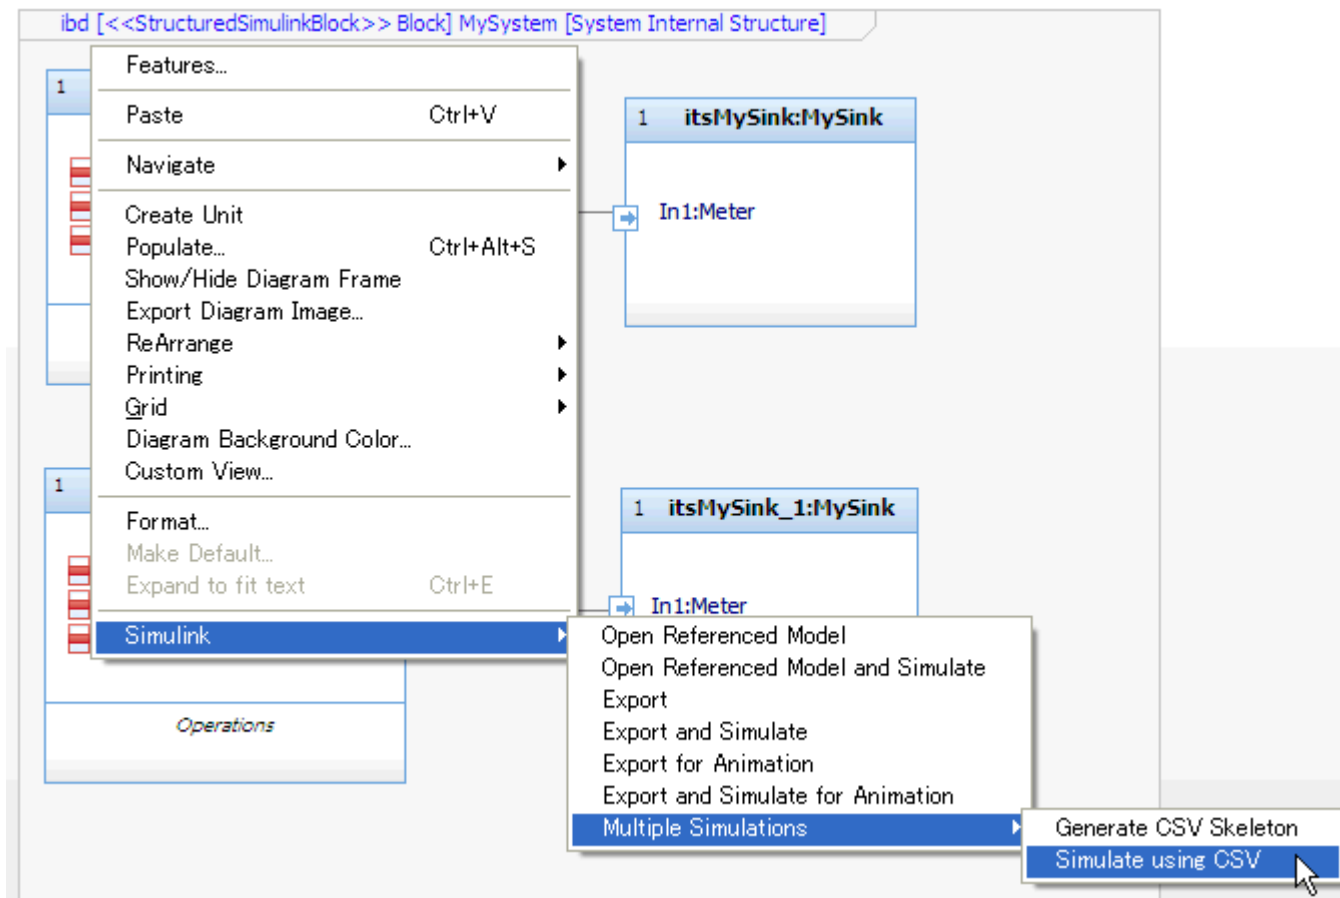 ibd [<<StructuredSimulinkBlock>> Block] MySystem [System Internal Structure]
1
Features...
Paste Ctrl+V
Navigate
Create Unit
Populate... Ctrl+Alt+S
Show/Hide Diagram Frame
Export Diagram Image...
ReArrange
Printing
Grid
Diagram Background Color...
Custom View...
Format...
Make Default...
Expand to fit text Ctrl+E
Simulink
1 itsMySink:MySink
In1:Meter
1
1 itsMySink_1:MySink
In1:Meter
Operations
Open Referenced Model
Open Referenced Model and Simulate
Export
Export and Simulate
Export for Animation
Export and Simulate for Animation
Multiple Simulations
Generate CSV Skeleton
Simulate using CSV